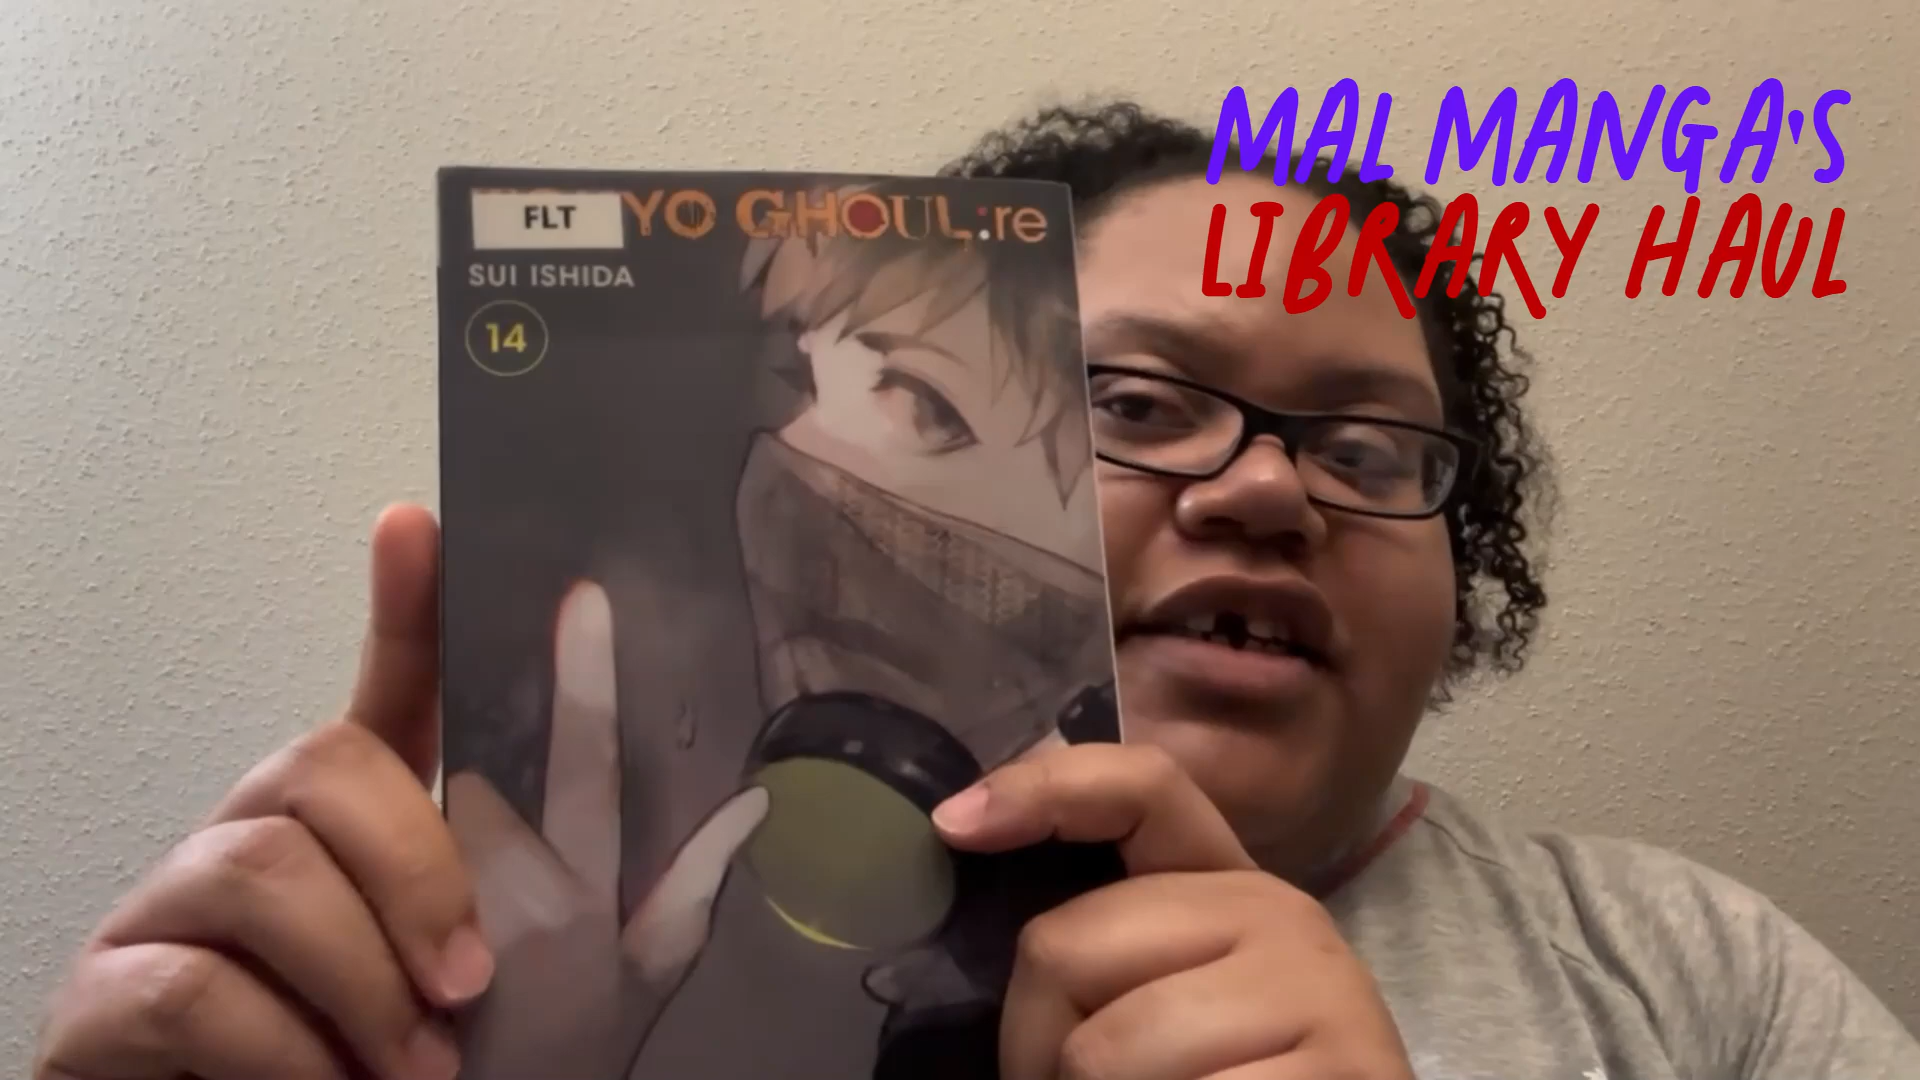 MAL MANGA'S
LIBRARY HAUL
FLT
YO GHOUL:re
SUI ISHIDA
14